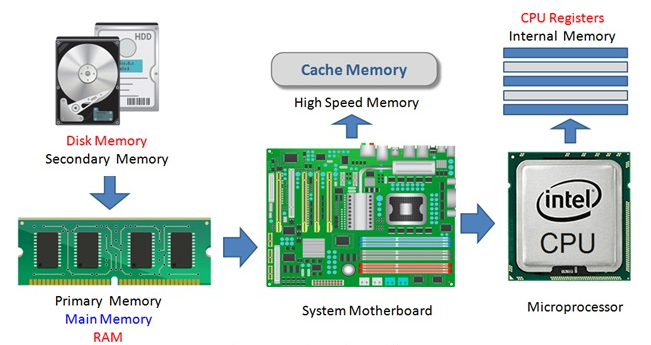 HDD
Disk Memory
Secondary Memory
Primary Memory
Main Memory
RAM
Cache Memory
High Speed Memory
System Motherboard
CPU Registers
Internal Memory
intel
CPU
Microprocessor